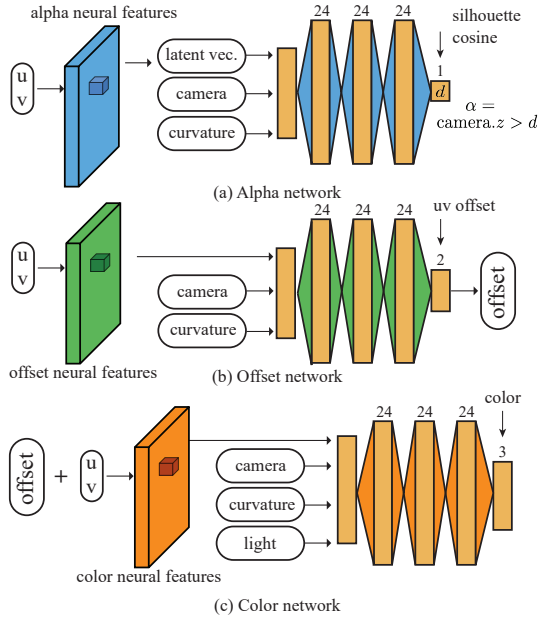 alpha neural features
u
v
latent vec.
camera
curvature
24 24 24
silhouette
cosine
1
d
α =
camera.z > d
(a) Alpha network
u
v
offset neural features
camera
curvature
24 24 24
uv offset
2
offset
(b) Offset network
offset
+
u
v
color neural features
camera
curvature
light
24 24 24
color
3
(c) Color network